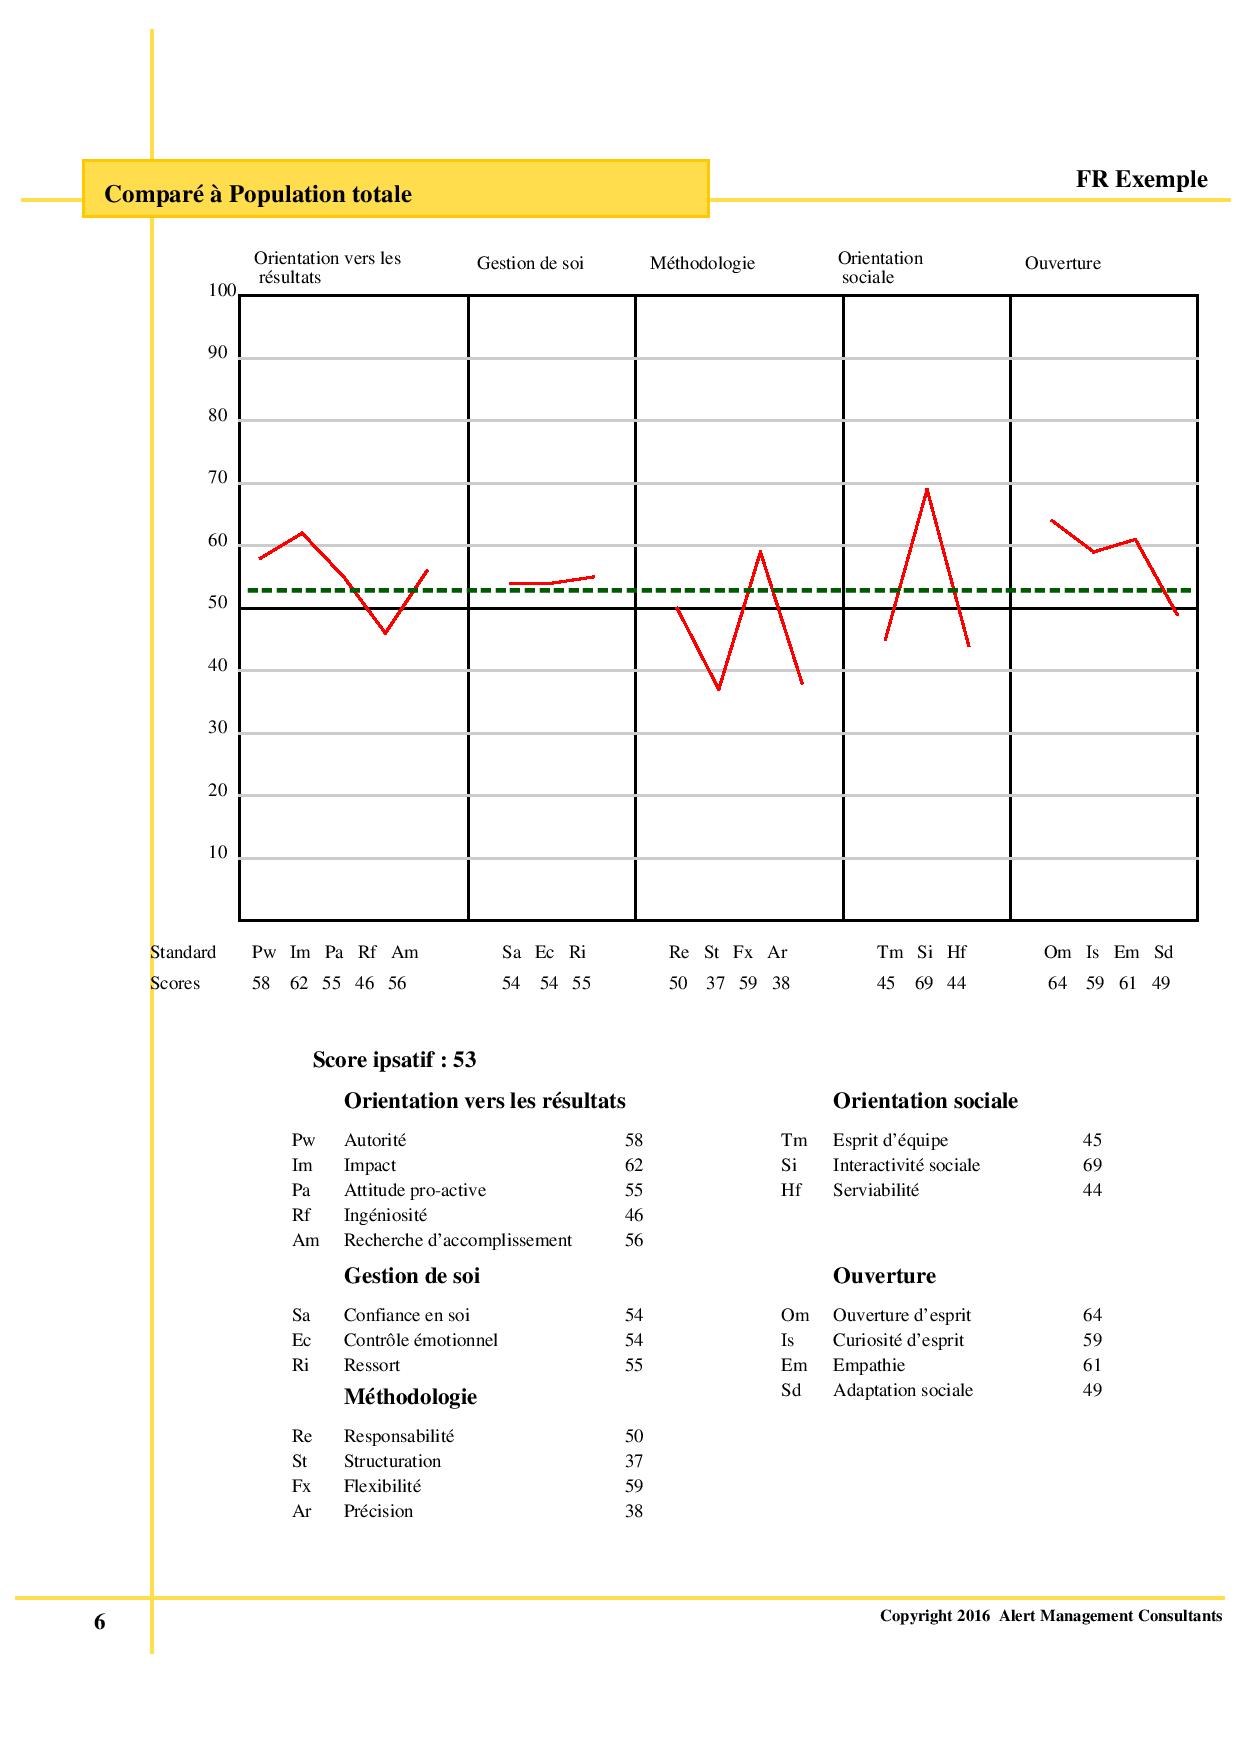 FR Exemple
Comparé à Population totale
Orientation vers les
résultats
Gestion de soi
Méthodologie
Orientation
sociale
Ouverture
100
90
80
70
60
50
40
30
20
10
Standard Pw Im Pa Rf Am Sa Ec Ri Re St Fx Ar Tm Si Hf Om Is Em Sd
Scores 58 62 55 46 56 54 54 55 50 37 59 38 45 69 44 64 59 61 49
Score ipsatif : 53
Orientation vers les résultats
Pw Autorité 58
Im Impact 62
Pa Attitude pro-active 55
Rf Ingéniosité 46
Am Recherche d’accomplissement 56
Gestion de soi
Sa Confiance en soi 54
Ec Contrôle émotionnel 54
Ri Ressort 55
Méthodologie
Re Responsabilité 50
St Structuration 37
Fx Flexibilité 59
Ar Précision 38
Orientation sociale
Tm Esprit d’équipe 45
Si Interactivité sociale 69
Hf Serviabilité 44
Ouverture
Om Ouverture d’esprit 64
Is Curiosité d’esprit 59
Em Empathie 61
Sd Adaptation sociale 49
6
Copyright 2016 Alert Management Consultants